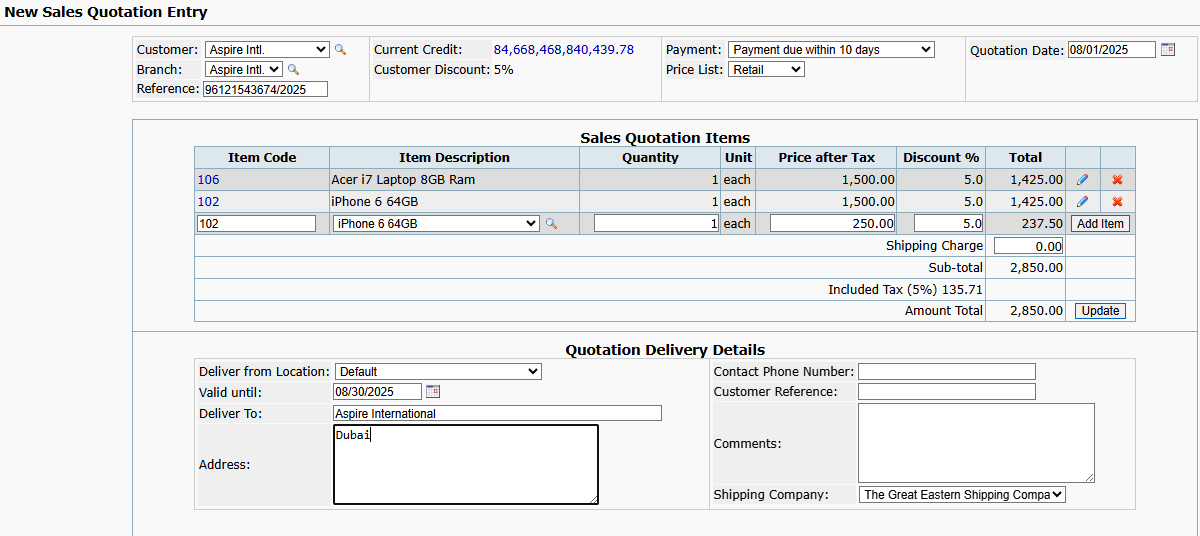 New Sales Quotation Entry
Customer: Aspire Intl. Current Credit: 84,668,468,840,439.78 Payment: Payment due within 10 days Quotation Date: 08/01/2025
Branch: Aspire Intl. Customer Discount: 5% Price List: Retail
Reference: 96121543674/2025
Sales Quotation Items
Item Code Item Description Quantity Unit Price after Tax Discount % Total
106 Acer i7 Laptop 8GB Ram 1 each 1,500.00 5.0 1,425.00
102 iPhone 6 64GB 1 each 1,500.00 5.0 1,425.00
102 iPhone 6 64GB 1 each 250.00 5.0 237.50 Add Item
Shipping Charge 0.00
Sub-total 2,850.00
Included Tax (5%) 135.71
Amount Total 2,850.00 Update
Quotation Delivery Details
Deliver from Location: Default Contact Phone Number:
Valid until: 08/30/2025 Customer Reference:
Deliver To: Aspire International
Address: Dubai Comments:
Shipping Company: The Great Eastern Shipping Compa